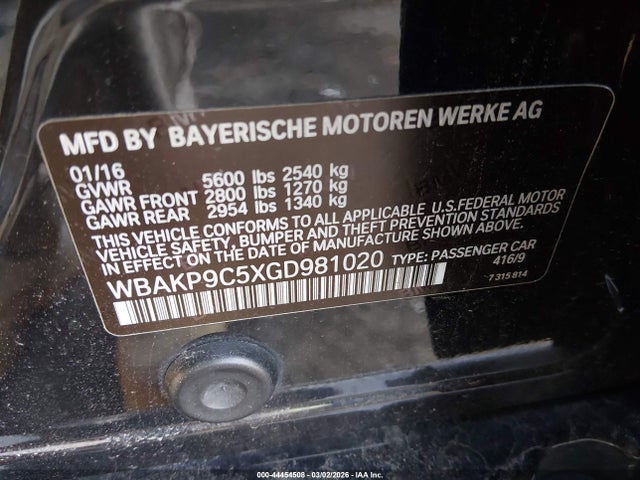 MFD BY BAYERISCHE MOTOREN WERKE AG
01/16
GVWR 5600 lbs 2540 kg
GAWR FRONT 2800 lbs 1270 kg
GAWR REAR 2954 lbs 1340 kg
THIS VEHICLE CONFORMS TO ALL APPLICABLE U.S.FEDERAL MOTOR
VEHICLE SAFETY, BUMPER AND THEFT PREVENTION STANDARDS
IN EFFECT ON THE DATE OF MANUFACTURE SHOWN ABOVE.
WBAKP9C5XGD981020 TYPE: PASSENGER CAR
416/9
7 315 814
000-44454508 - 03/02/2026 - IAA Inc.